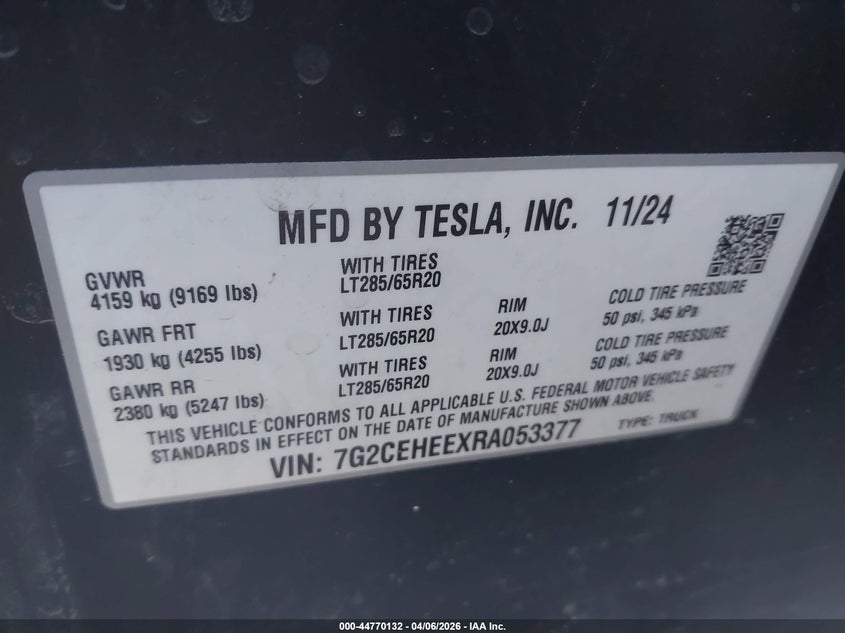 MFD BY TESLA, INC. 11/24
GVWR
4159 kg (9169 lbs)
WITH TIRES
LT285/65R20
GAWR FRT
1930 kg (4255 lbs)
WITH TIRES
LT285/65R20
RIM
20X9.0J
COLD TIRE PRESSURE
50 psi, 345 kPa
GAWR RR
2380 kg (5247 lbs)
WITH TIRES
LT285/65R20
RIM
20X9.0J
COLD TIRE PRESSURE
50 psi, 345 kPa
THIS VEHICLE CONFORMS TO ALL APPLICABLE U.S. FEDERAL MOTOR VEHICLE SAFETY
STANDARDS IN EFFECT ON THE DATE OF MANUFACTURE SHOWN ABOVE.
VIN: 7G2CEHEEXRA053377 TYPE: TRUCK
000-44770132 - 04/06/2026 - IAA Inc.